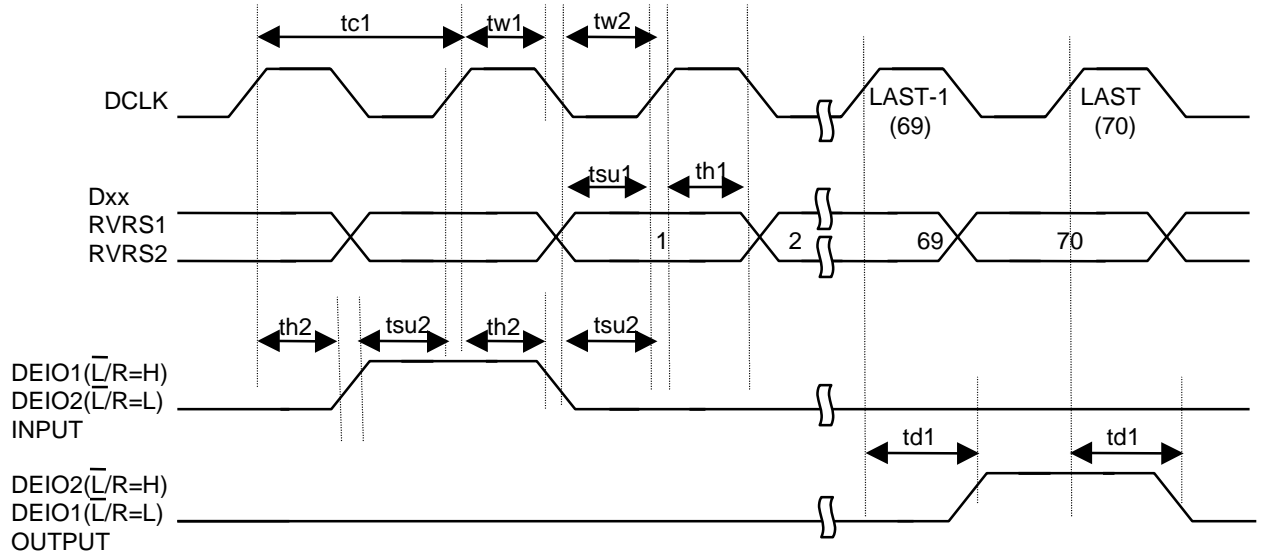 tc1 tw1 tw2
DCLK
LAST-1
(69)
LAST
(70)
tsu1 th1
Dxx
RVRS1
RVRS2
1 2 69 70
th2 tsu2 th2 tsu2
DEIO1(L̅/R=H)
DEIO2(L̅/R=L)
INPUT
td1 td1
DEIO2(L̅/R=H)
DEIO1(L̅/R=L)
OUTPUT